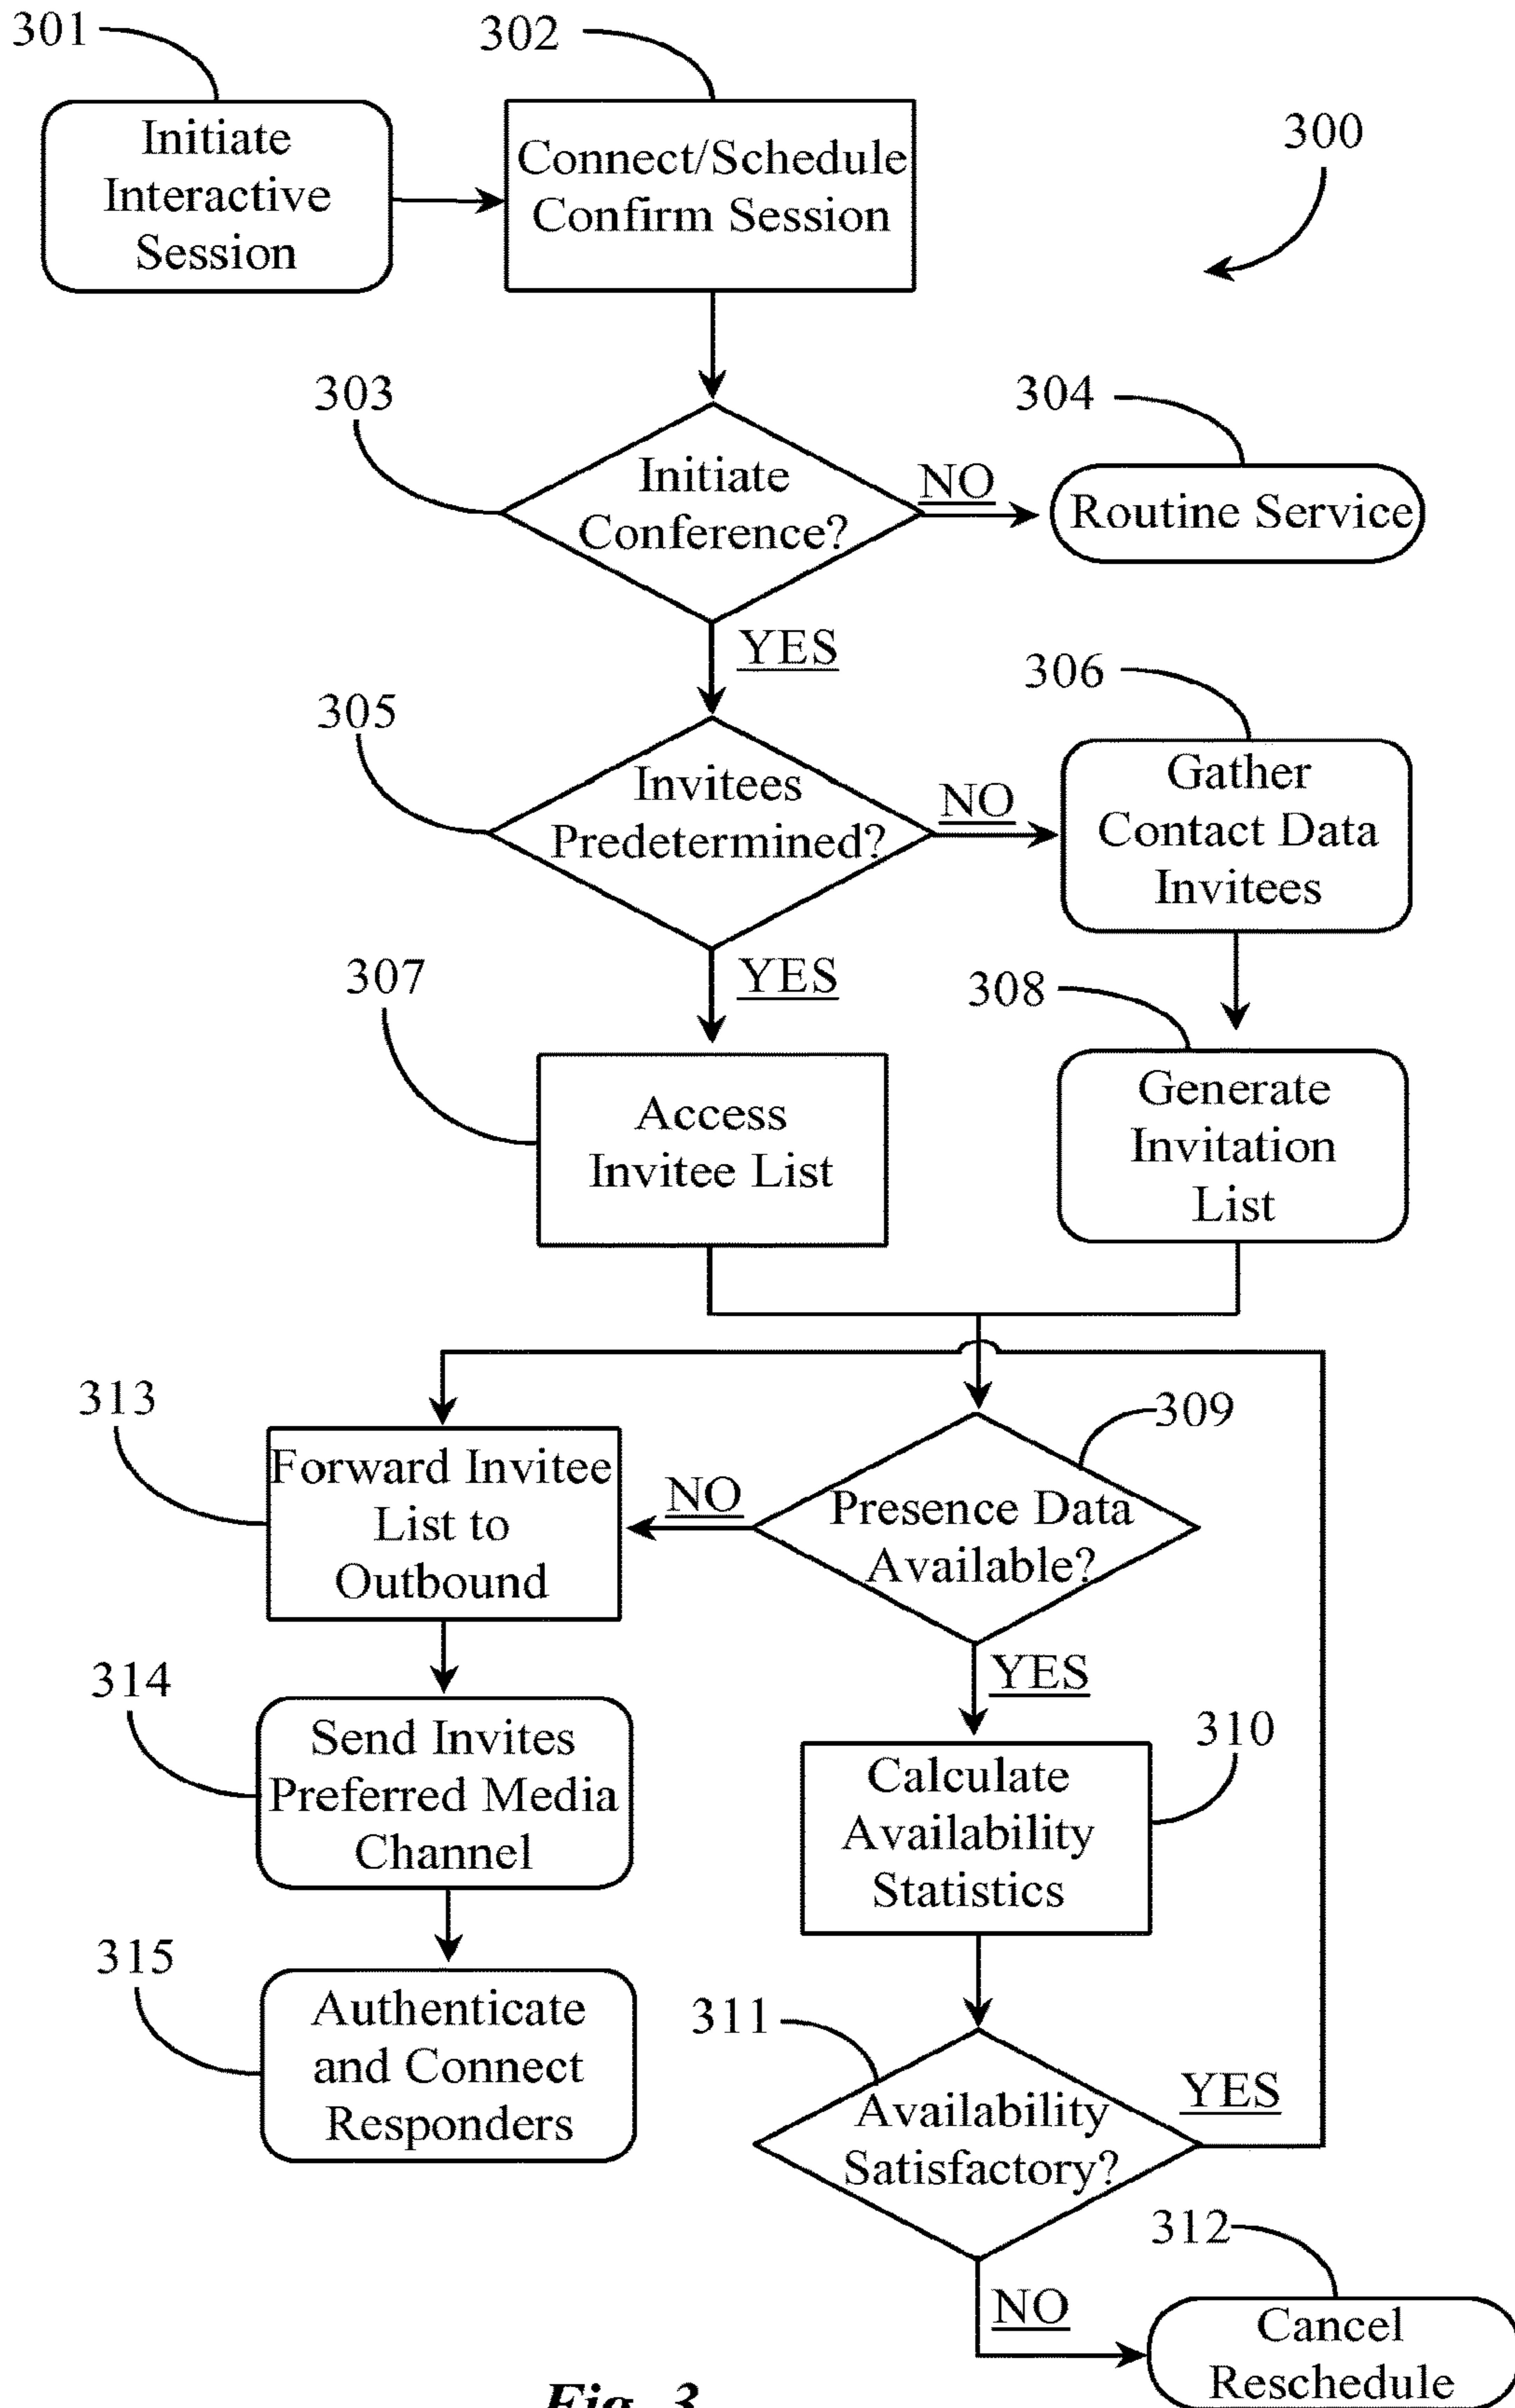 301
302
Initiate
Interactive
Session
Connect/Schedule
Confirm Session
300
303
304
Initiate
Conference?
NO
Routine Service
YES
305
306
Invitees
Predetermined?
NO
Gather
Contact Data
Invitees
YES
307
308
Access
Invitee List
Generate
Invitation
List
313
309
Forward Invitee
List to
Outbound
NO
Presence Data
Available?
YES
314
310
Send Invites
Preferred Media
Channel
Calculate
Availability
Statistics
315
311
Authenticate
and Connect
Responders
Availability
Satisfactory?
YES
312
NO
Cancel
Reschedule
Fig. 3